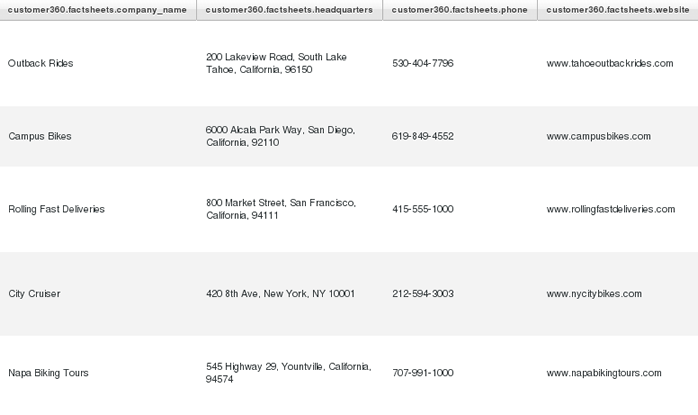 customer360.factsheets.company_name customer360.factsheets.headquarters customer360.factsheets.phone customer360.factsheets.website
Outback Rides
200 Lakeview Road, South Lake
Tahoe, California, 96150
530-404-7796
www.tahoeoutbackrides.com
Campus Bikes
6000 Alcala Park Way, San Diego,
California, 92110
619-849-4552
www.campusbikes.com
Rolling Fast Deliveries
800 Market Street, San Francisco,
California, 94111
415-555-1000
www.rollingfastdeliveries.com
City Cruiser
420 8th Ave, New York, NY 10001
212-594-3003
www.nycitybikes.com
Napa Biking Tours
545 Highway 29, Yountville, California,
94574
707-991-1000
www.napabikingtours.com